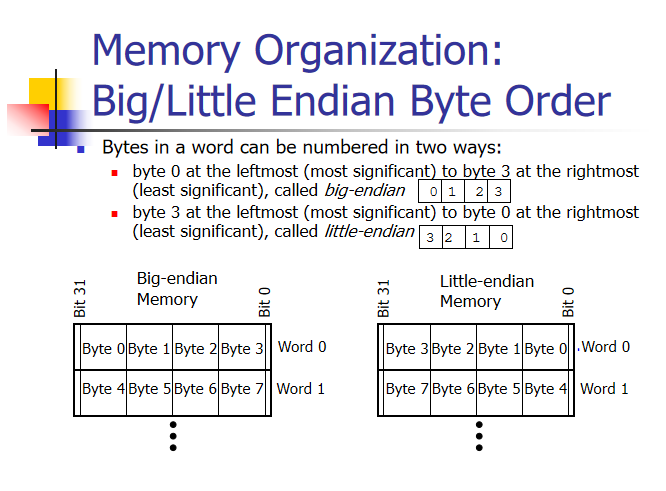 Memory Organization:
Big/Little Endian Byte Order
Bytes in a word can be numbered in two ways:
byte 0 at the leftmost (most significant) to byte 3 at the rightmost
(least significant), called big-endian 0 1 2 3
byte 3 at the leftmost (most significant) to byte 0 at the rightmost
(least significant), called little-endian 3 2 1 0
Bit 31
Big-endian
Memory
Bit 0
Byte 0 Byte 1 Byte 2 Byte 3 Word 0
Byte 4 Byte 5 Byte 6 Byte 7 Word 1
Bit 31
Little-endian
Memory
Bit 0
Byte 3 Byte 2 Byte 1 Byte 0 Word 0
Byte 7 Byte 6 Byte 5 Byte 4 Word 1